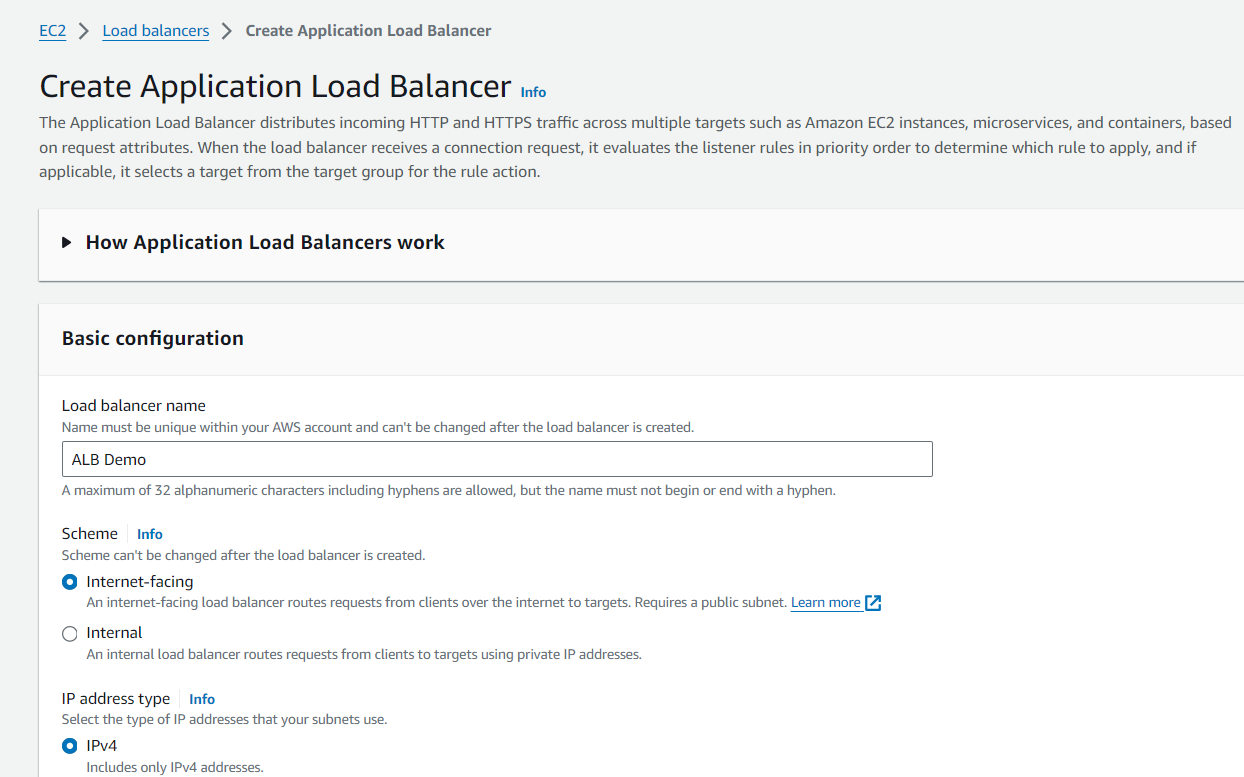 EC2 > Load balancers > Create Application Load Balancer
Create Application Load Balancer Info
The Application Load Balancer distributes incoming HTTP and HTTPS traffic across multiple targets such as Amazon EC2 instances, microservices, and containers, based
on request attributes. When the load balancer receives a connection request, it evaluates the listener rules in priority order to determine which rule to apply, and if
applicable, it selects a target from the target group for the rule action.
How Application Load Balancers work
Basic configuration
Load balancer name
Name must be unique within your AWS account and can't be changed after the load balancer is created.
ALB Demo
A maximum of 32 alphanumeric characters including hyphens are allowed, but the name must not begin or end with a hyphen.
Scheme Info
Scheme can't be changed after the load balancer is created.
Internet-facing
An internet-facing load balancer routes requests from clients over the internet to targets. Requires a public subnet. Learn more
Internal
An internal load balancer routes requests from clients to targets using private IP addresses.
IP address type Info
Select the type of IP addresses that your subnets use.
IPv4
Includes only IPv4 addresses.